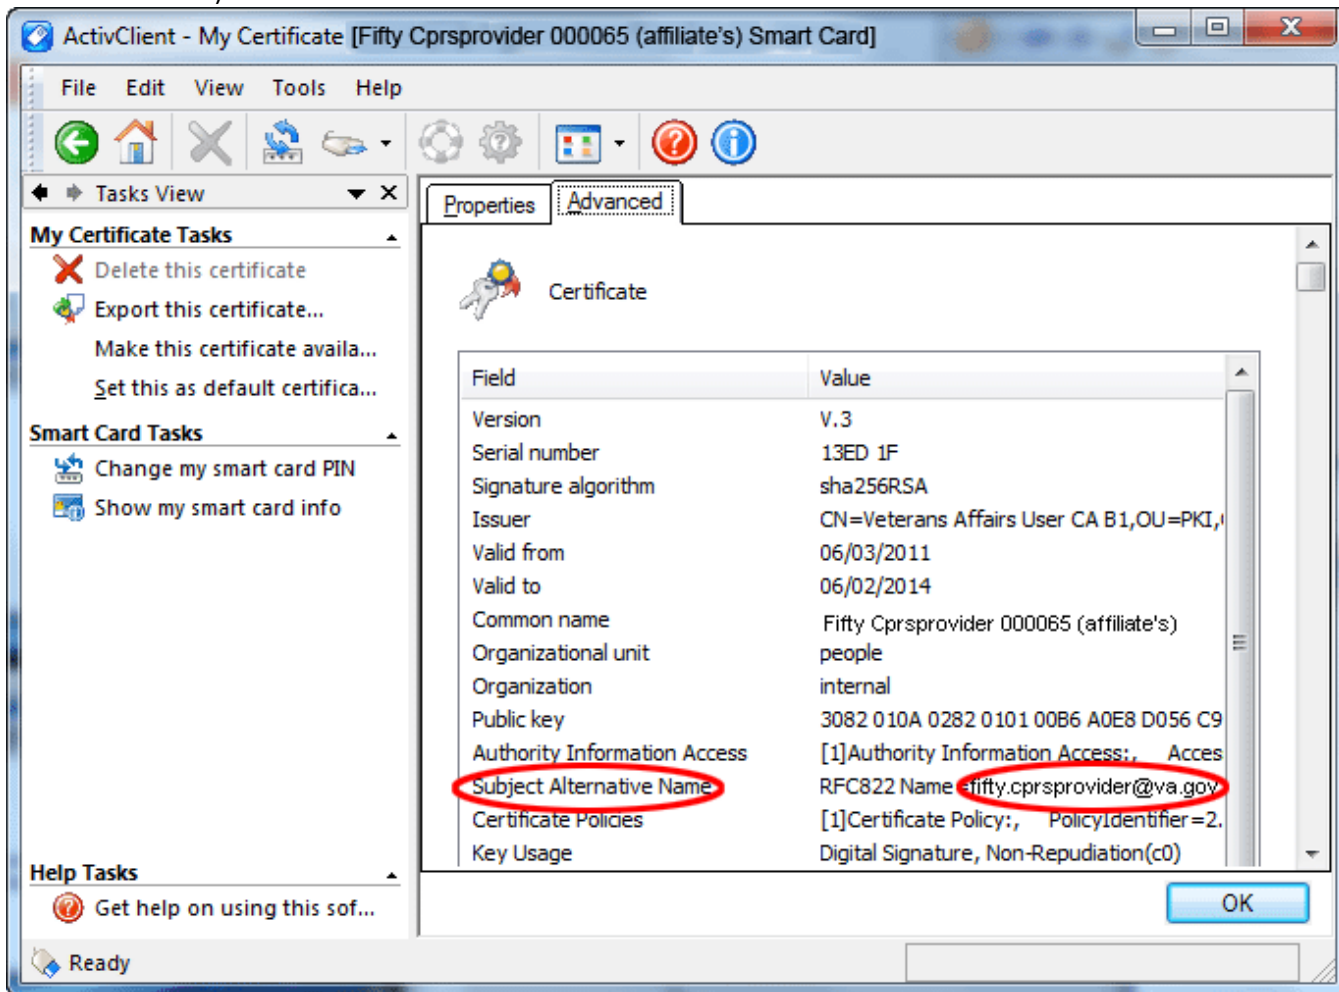 ActivClient - My Certificate [Fifty Cprsprovider 000065 (affiliate's) Smart Card]
File Edit View Tools Help
Tasks View
My Certificate Tasks
Delete this certificate
Export this certificate...
Make this certificate availa...
Set this as default certifica...
Smart Card Tasks
Change my smart card PIN
Show my smart card info
Help Tasks
Get help on using this sof...
Properties Advanced
Certificate
Field Value
Version V.3
Serial number 13ED 1F
Signature algorithm sha256RSA
Issuer CN=Veterans Affairs User CA B1,OU=PKI,
Valid from 06/03/2011
Valid to 06/02/2014
Common name Fifty Cprsprovider 000065 (affiliate's)
Organizational unit people
Organization internal
Public key 3082 010A 0282 0101 00B6 A0E8 D056 C9
Authority Information Access [1]Authority Information Access:, Acces
Subject Alternative Name RFC822 Name =fifty.cprsprovider@va.gov
Certificate Policies [1]Certificate Policy:, PolicyIdentifier=2.
Key Usage Digital Signature, Non-Repudiation(c0)
OK
Ready